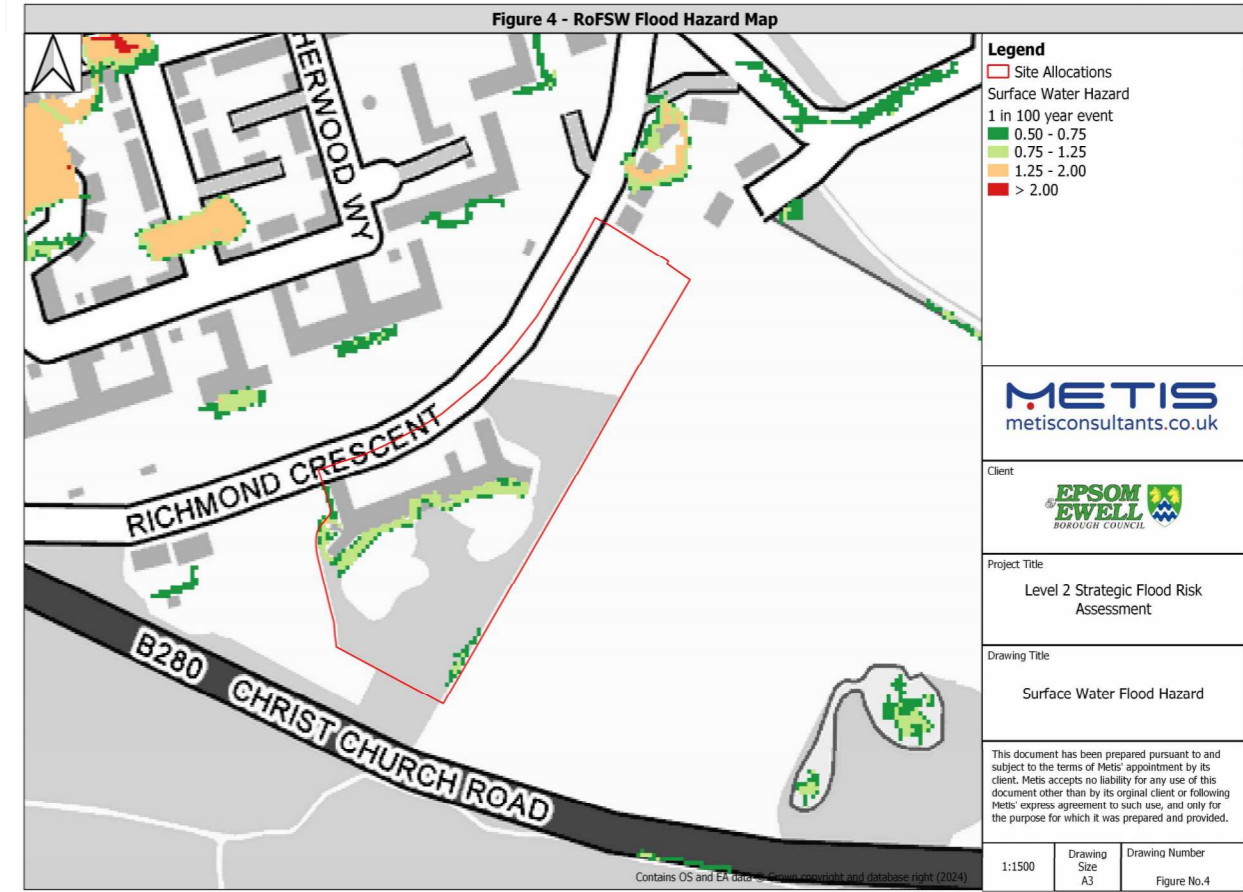 Figure 4 - RoFSW Flood Hazard Map
HERWOOD WY
RICHMOND CRESCENT
B280 CHRIST CHURCH ROAD
Contains OS and EA data © Crown copyright and database right (2024)
Legend
Site Allocations
Surface Water Hazard
1 in 100 year event
0.50 - 0.75
0.75 - 1.25
1.25 - 2.00
> 2.00
METIS
metisconsultants.co.uk
Client
EPSOM
& EWELL
BOROUGH COUNCIL
Project Title
Level 2 Strategic Flood Risk
Assessment
Drawing Title
Surface Water Flood Hazard
This document has been prepared pursuant to and
subject to the terms of Metis' appointment by its
client. Metis accepts no liability for any use of this
document other than by its orginal client or following
Metis' express agreement to such use, and only for
the purpose for which it was prepared and provided.
1:1500
Drawing
Size
A3
Drawing Number
Figure No.4